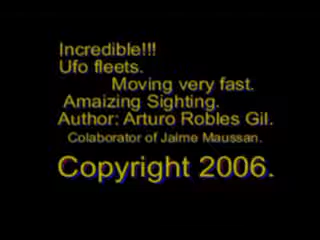 Incredible!!!
Ufo fleets.
Moving very fast.
Amaizing Sighting.
Author: Arturo Robles Gil.
Colaborator of Jaime Maussan.
Copyright 2006.